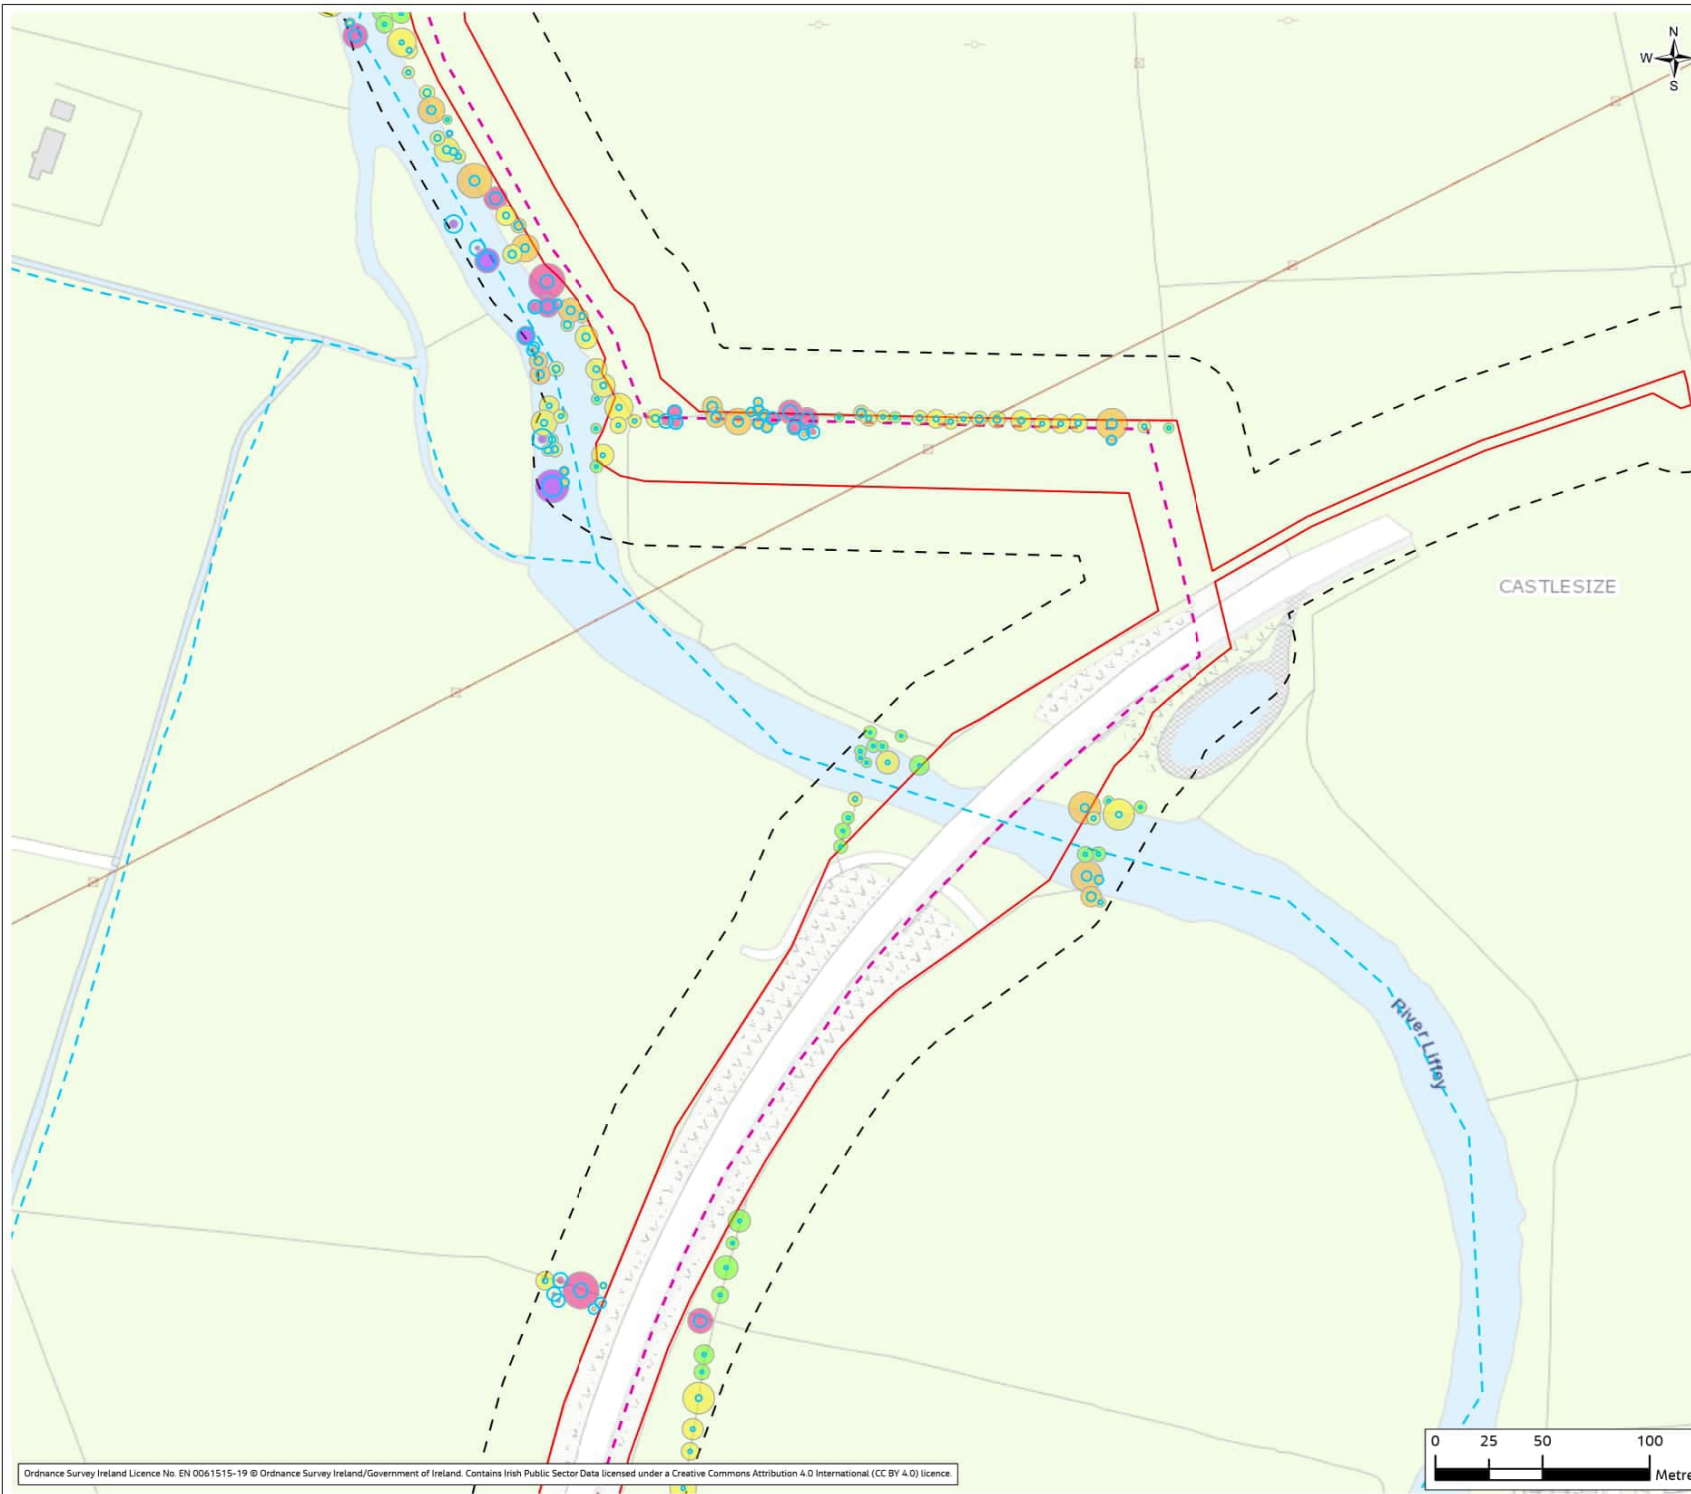 N
W
S
CASTLESIZE
River Liffey
0 25 50 100
Metre
Ordnance Survey Ireland Licence No. EN 0061515-19 © Ordnance Survey Ireland/Government of Ireland. Contains Irish Public Sector Data licensed under a Creative Commons Attribution 4.0 International (CC BY 4.0) licence.